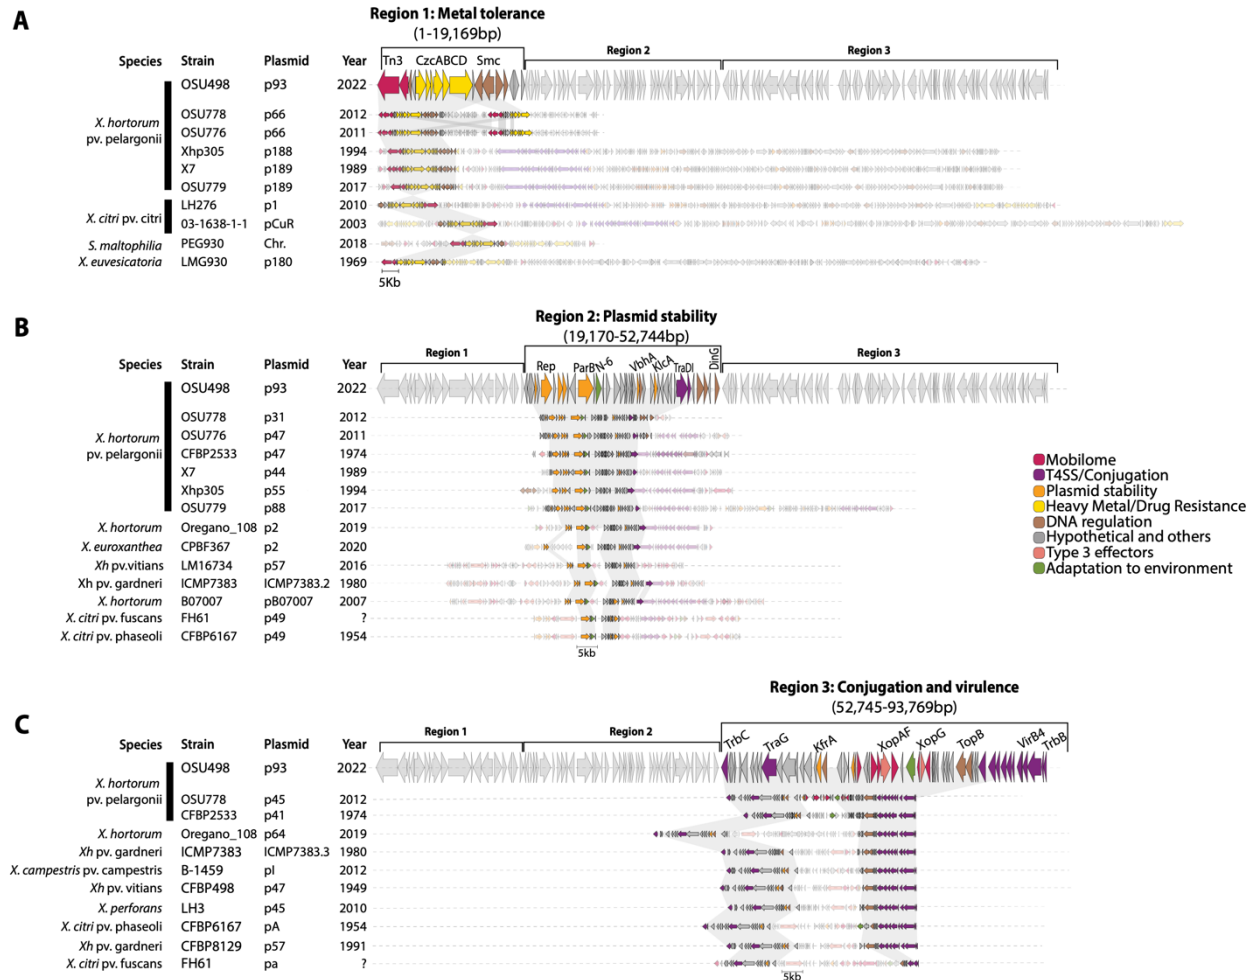 A
Region 1: Metal tolerance
(1-19,169bp)
Region 2
Region 3
Species Strain Plasmid Year
Tn3 CzcABCD Smc
X. hortorum
pv. pelargonii
OSU498 p93 2022
OSU778 p66 2012
OSU776 p66 2011
Xhp305 p188 1994
X7 p189 1989
OSU779 p189 2017
X. citri pv. citri
LH276 p1 2010
03-1638-1-1 pCuR 2003
S. maltophilia PEG930 Chr. 2018
X. euvesicatoria LMG930 p180 1969
5Kb
B
Region 2: Plasmid stability
(19,170-52,744bp)
Region 1
Region 3
Species Strain Plasmid Year
Rep ParB N-6 VbhA KlcA TraDI DinG
X. hortorum
pv. pelargonii
OSU498 p93 2022
OSU778 p31 2012
OSU776 p47 2011
CFBP2533 p47 1974
X7 p44 1989
Xhp305 p55 1994
OSU779 p88 2017
X. hortorum Oregano_108 p2 2019
X. euroxanthea CPBF367 p2 2020
Xh pv.vitians LM16734 p57 2016
Xh pv. gardneri ICMP7383 ICMP7383.2 1980
X. hortorum B07007 pB07007 2007
X. citri pv. fuscans FH61 p49 ?
X. citri pv. phaseoli CFBP6167 p49 1954
5kb
Mobilome
T4SS/Conjugation
Plasmid stability
Heavy Metal/Drug Resistance
DNA regulation
Hypothetical and others
Type 3 effectors
Adaptation to environment
C
Region 3: Conjugation and virulence
(52,745-93,769bp)
Region 1
Region 2
Species Strain Plasmid Year
TrbC TraG KfrA XopAF XopG TopB VirB4 TrbB
X. hortorum
pv. pelargonii
OSU498 p93 2022
OSU778 p45 2012
CFBP2533 p41 1974
X. hortorum Oregano_108 p64 2019
Xh pv. gardneri ICMP7383 ICMP7383.3 1980
X. campestris pv. campestris B-1459 pI 2012
Xh pv. vitians CFBP498 p47 1949
X. perforans LH3 p45 2010
X. citri pv. phaseoli CFBP6167 pA 1954
Xh pv. gardneri CFBP8129 p57 1991
X. citri pv. fuscans FH61 pa ?
5kb